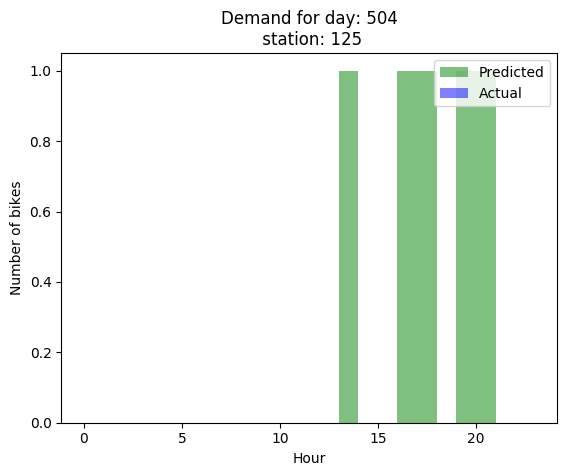 Demand for day: 504
station: 125
Predicted
Actual
1.0
0.8
0.6
0.4
0.2
0.0
Number of bikes
0
5
10
15
20
Hour